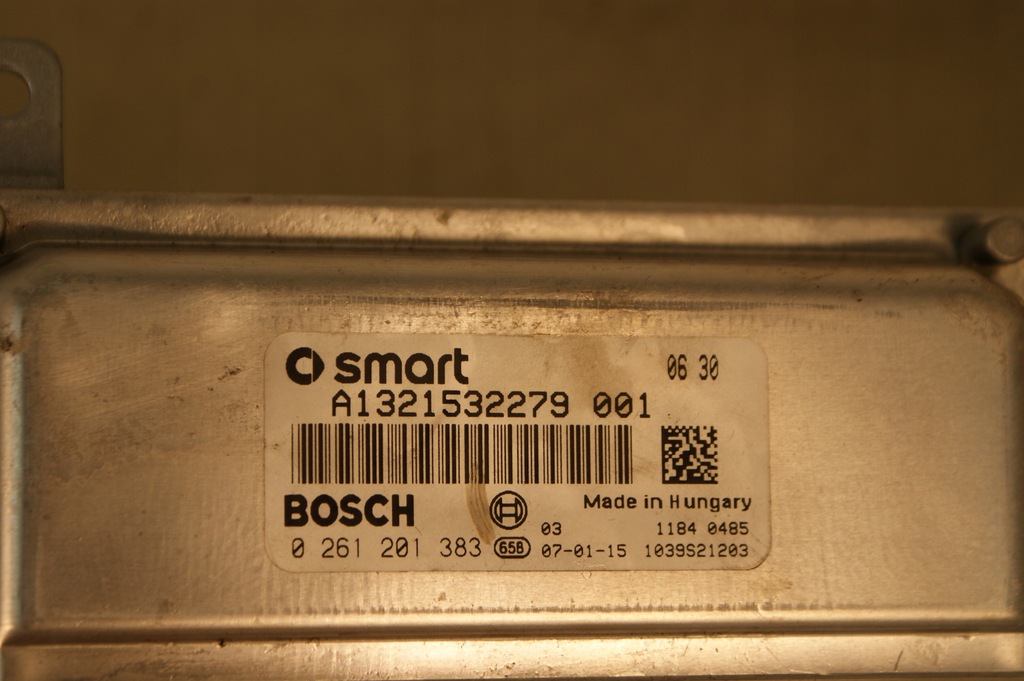 smart 06 30
A1321532279 001
BOSCH Made in Hungary
03 1184 0485
0 261 201 383 658 07-01-15 1039S21203